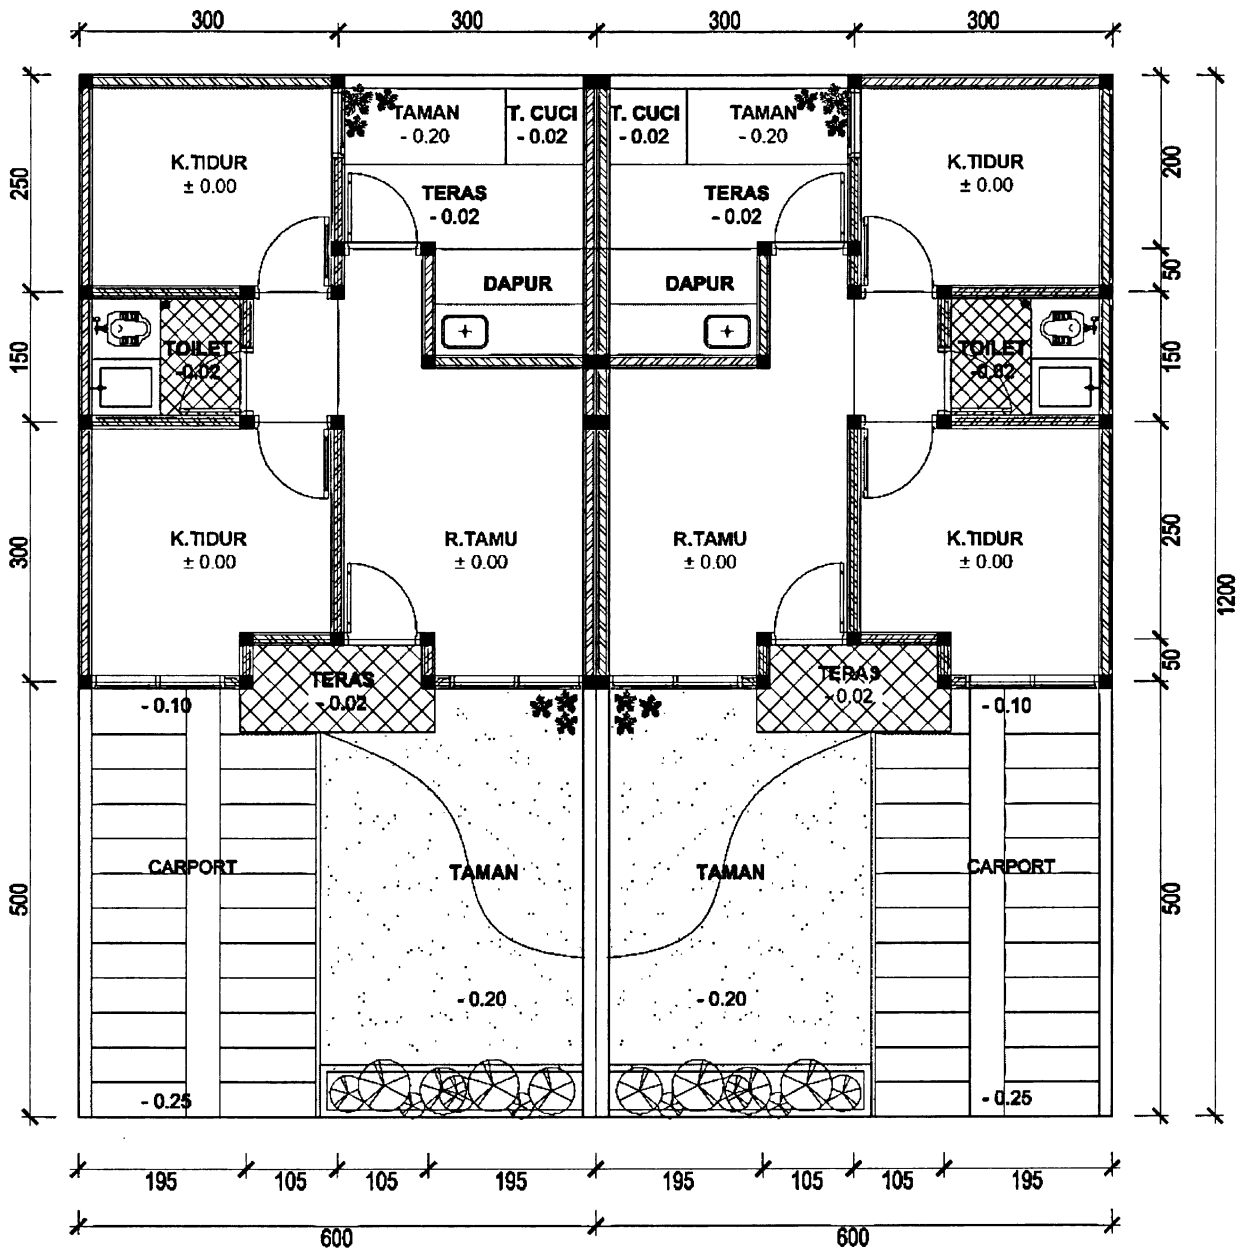 300 300 300 300
TAMAN T. CUCI T. CUCI TAMAN
- 0.20 - 0.02 - 0.02 - 0.20
K.TIDUR K.TIDUR
± 0.00 ± 0.00
250 200
TERAS TERAS
- 0.02 - 0.02
50
DAPUR DAPUR
TOILET TOILET
-0.02 -0.02
150 150
K.TIDUR R.TAMU R.TAMU K.TIDUR
± 0.00 ± 0.00 ± 0.00 ± 0.00
300 250
1200
50
TERAS TERAS
- 0.02 - 0.02
- 0.10 - 0.10
CARPORT TAMAN TAMAN CARPORT
500 500
- 0.20 - 0.20
- 0.25 - 0.25
195 105 105 195 195 105 105 195
600 600